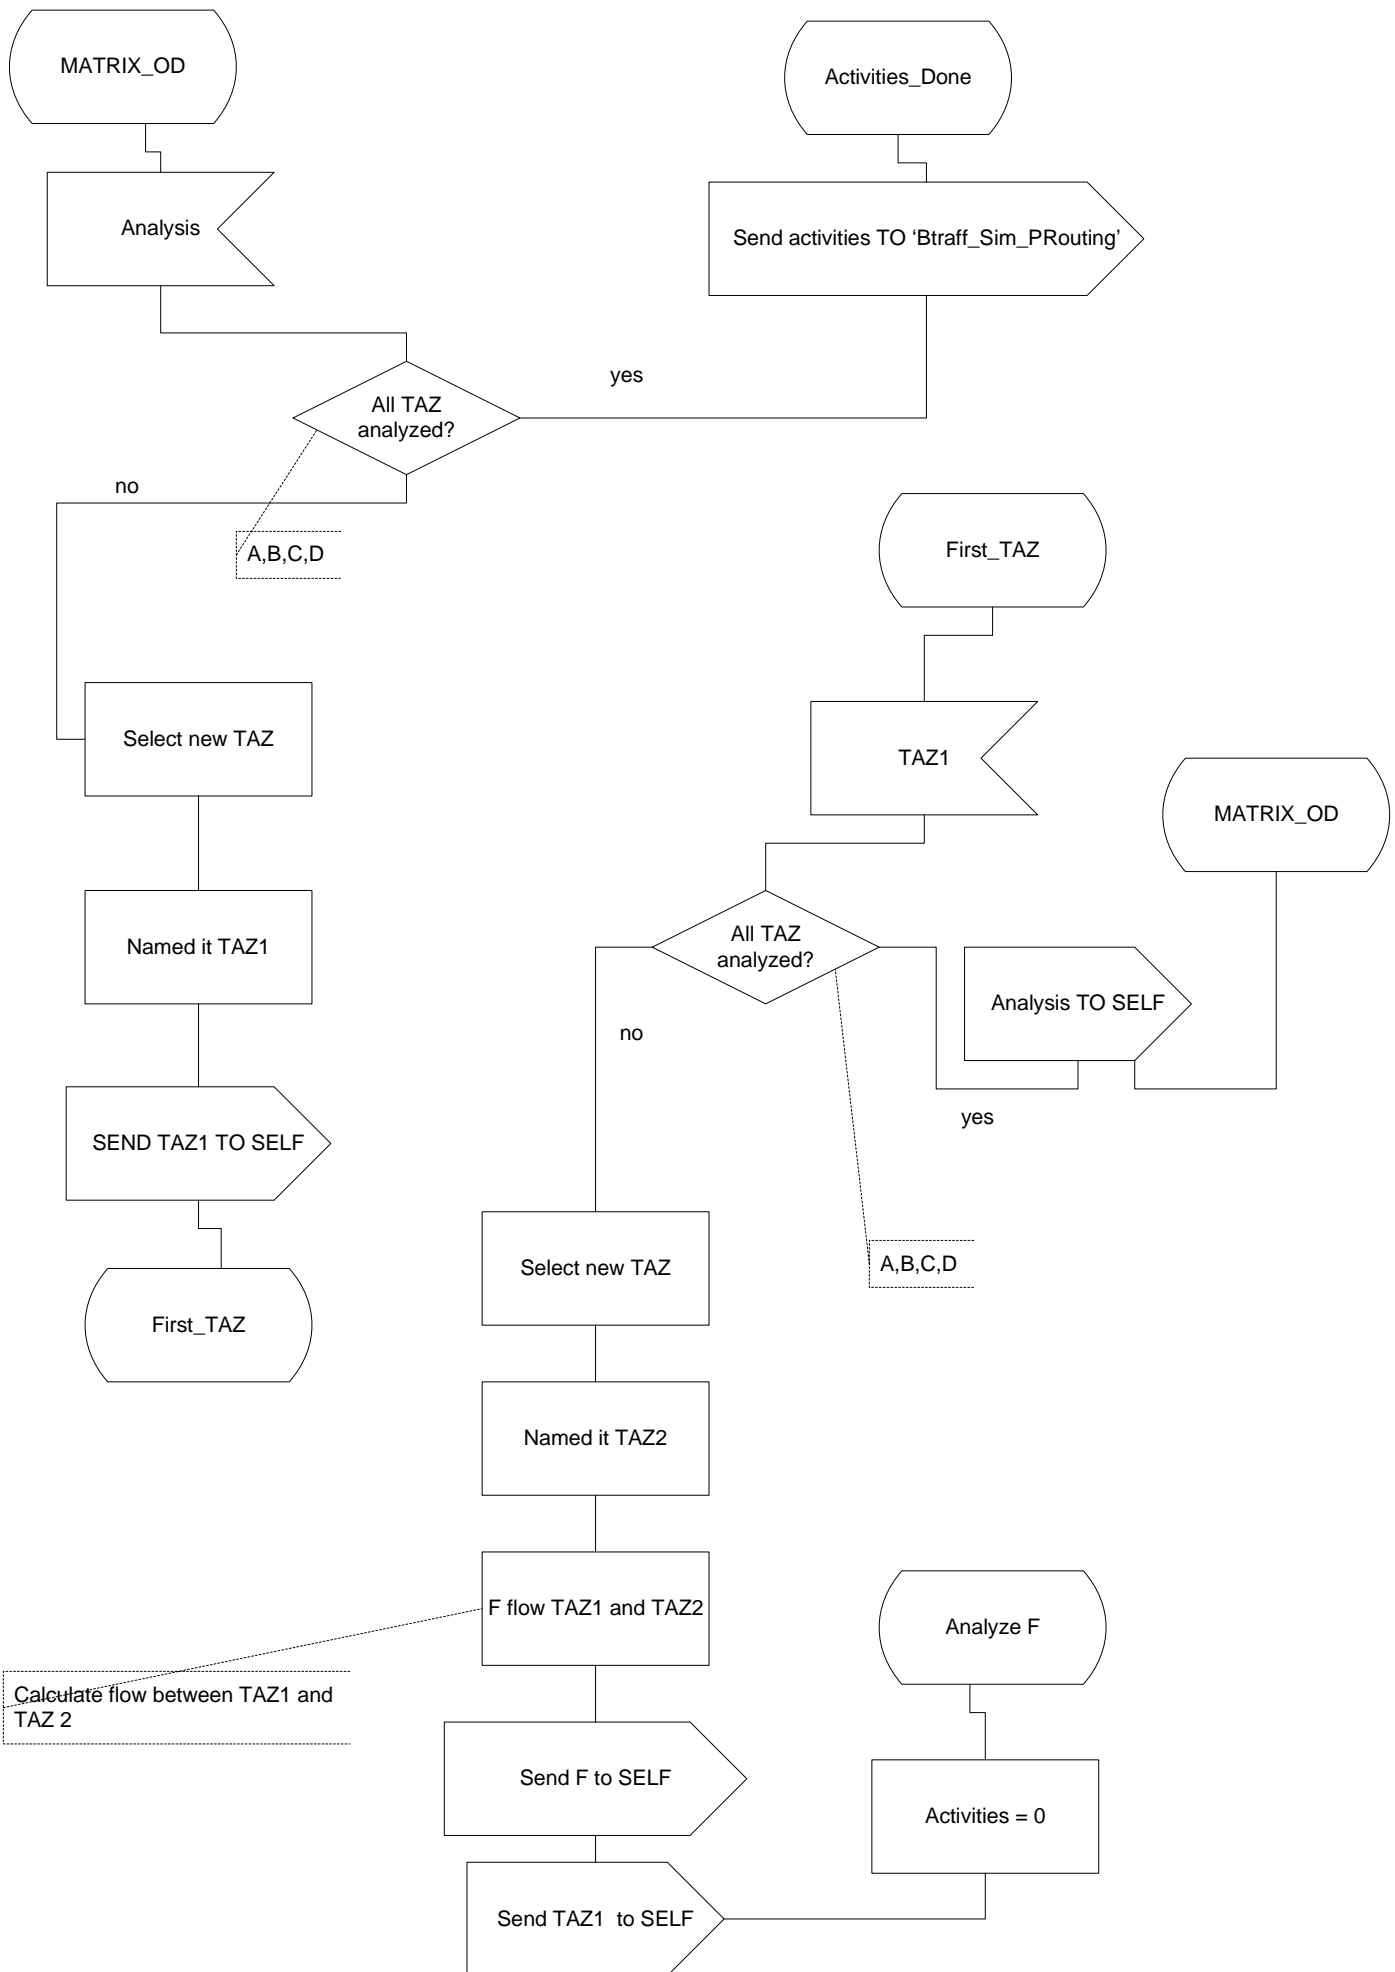 MATRIX_OD
Activities_Done
Analysis
Send activities TO ‘Btraff_Sim_PRouting’
All TAZ
analyzed?
yes
no
A,B,C,D
First_TAZ
Select new TAZ
TAZ1
MATRIX_OD
Named it TAZ1
All TAZ
analyzed?
Analysis TO SELF
no
yes
SEND TAZ1 TO SELF
Select new TAZ
A,B,C,D
First_TAZ
Named it TAZ2
F flow TAZ1 and TAZ2
Analyze F
Calculate flow between TAZ1 and
TAZ 2
Send F to SELF
Activities = 0
Send TAZ1  to SELF